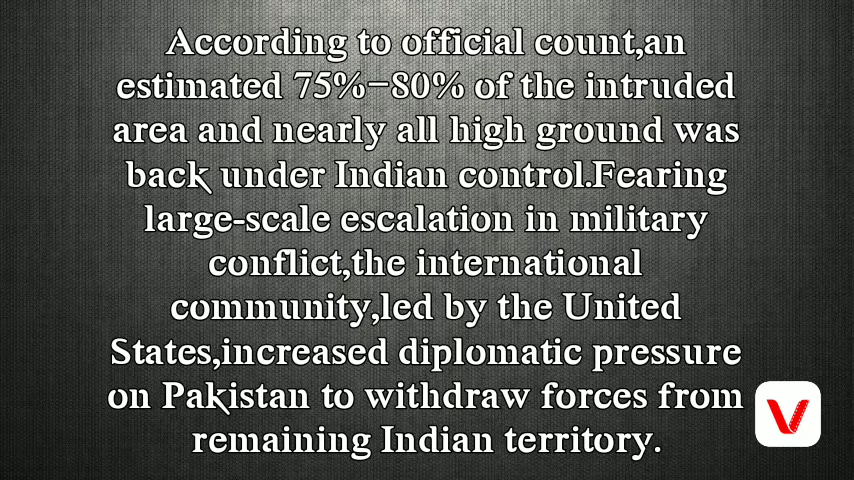 According to official count,an
estimated 75%–80% of the intruded
area and nearly all high ground was
back under Indian control.Fearing
large-scale escalation in military
conflict,the international
community,led by the United
States,increased diplomatic pressure
on Pakistan to withdraw forces from
remaining Indian territory.
V